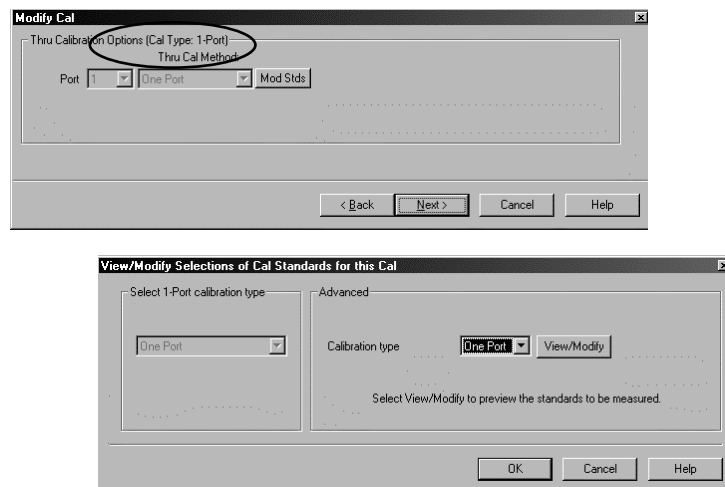 Modify Cal
Thru Calibration Options (Cal Type: 1-Port)
Thru Cal Method:
Port 1 One Port Mod Stds
< Back Next > Cancel Help
View/Modify Selections of Cal Standards for this Cal
Select 1-Port calibration type
Advanced
One Port
Calibration type One Port View/Modify
Select View/Modify to preview the standards to be measured.
OK Cancel Help